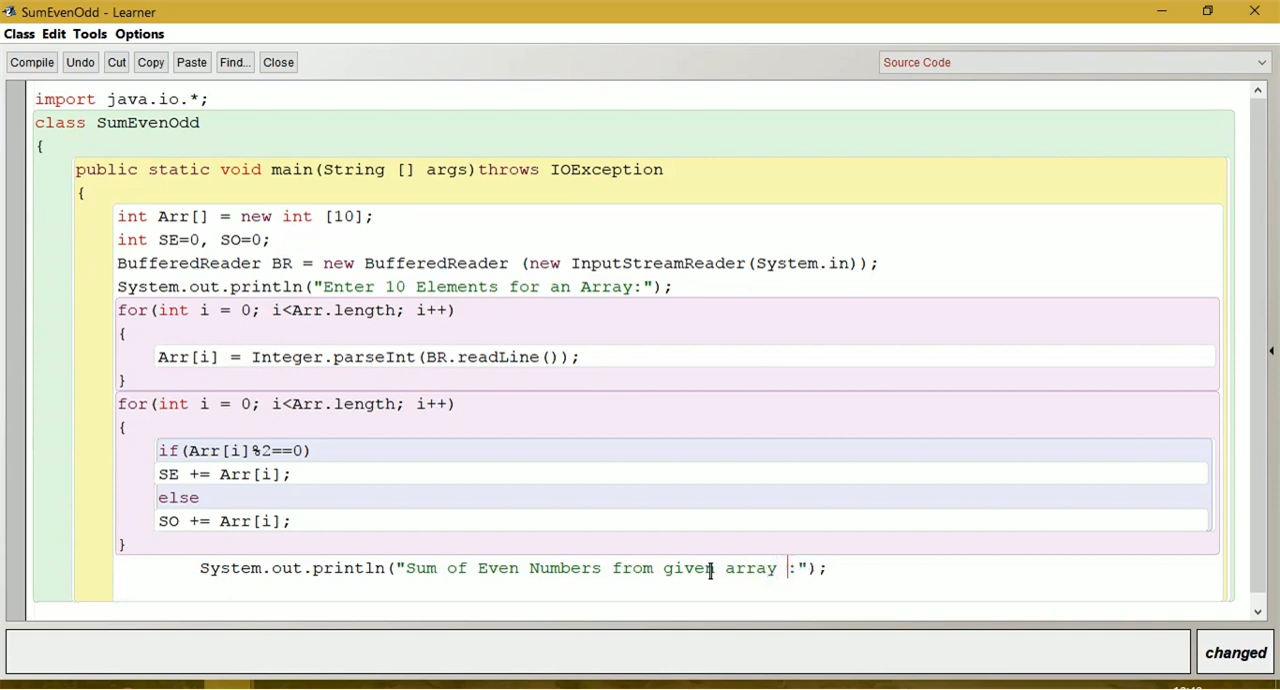 SumEvenOdd - Learner
Class Edit Tools Options
Compile Undo Cut Copy Paste Find... Close Source Code
import java.io.*;
class SumEvenOdd
{
public static void main(String [] args)throws IOException
{
int Arr[] = new int [10];
int SE=0, SO=0;
BufferedReader BR = new BufferedReader (new InputStreamReader(System.in));
System.out.println("Enter 10 Elements for an Array:");
for(int i = 0; i<Arr.length; i++)
{
Arr[i] = Integer.parseInt(BR.readLine());
}
for(int i = 0; i<Arr.length; i++)
{
if(Arr[i]%2==0)
SE += Arr[i];
else
SO += Arr[i];
}
System.out.println("Sum of Even Numbers from given array :");
changed